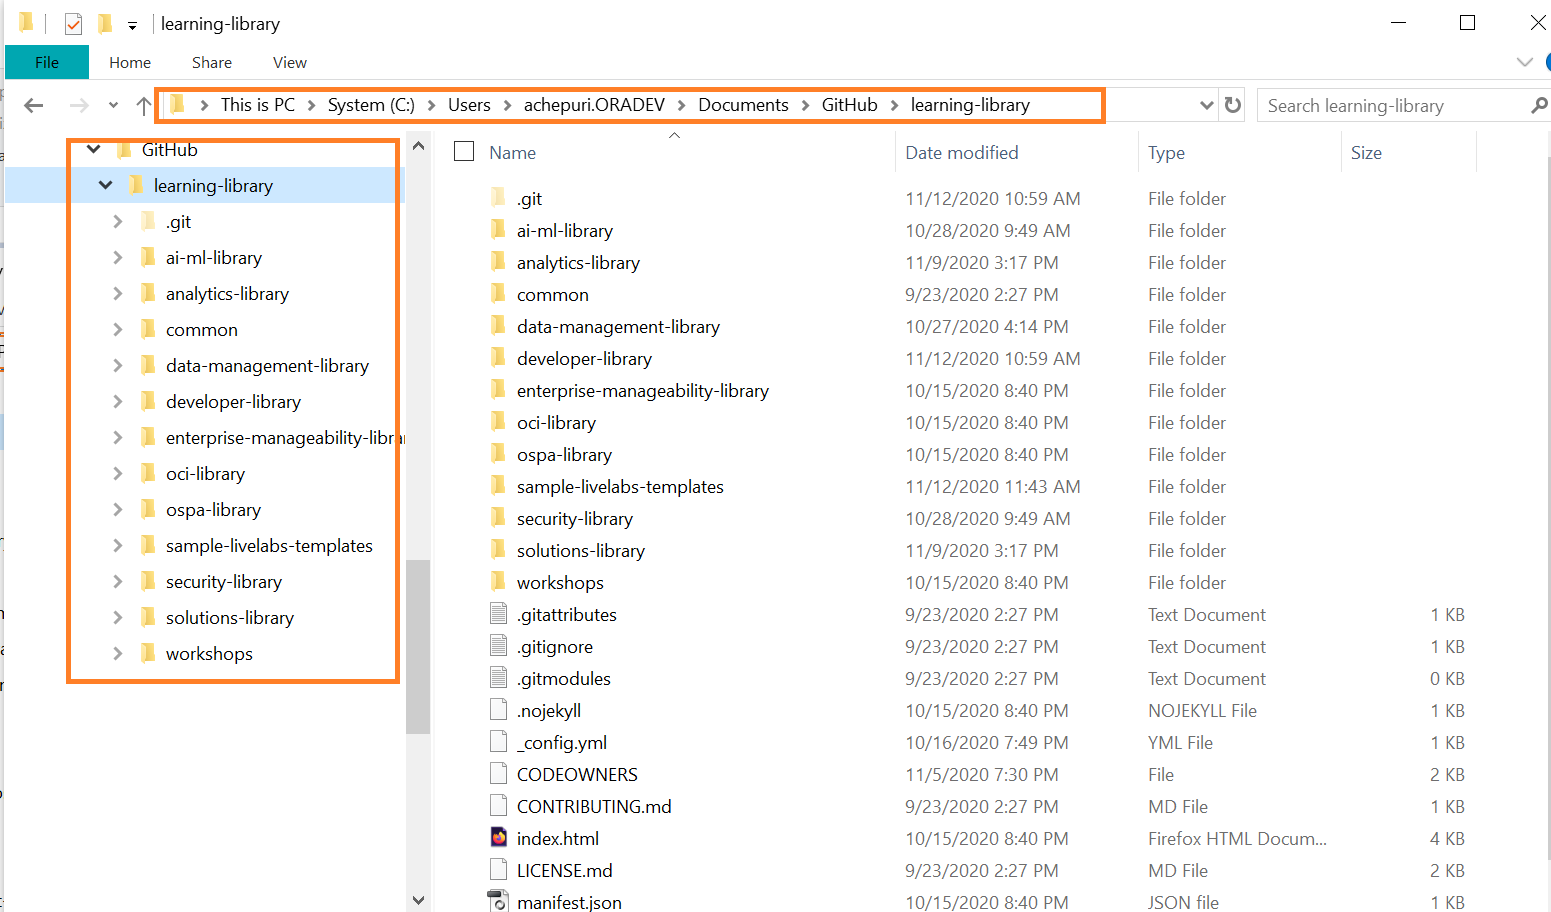 learning-library
File Home Share View
This is PC System (C:) Users achepuri.ORADEV Documents GitHub learning-library
Search learning-library
GitHub
learning-library
.git
ai-ml-library
analytics-library
common
data-management-library
developer-library
enterprise-manageability-librar
oci-library
ospa-library
sample-livelabs-templates
security-library
solutions-library
workshops
Name Date modified Type Size
.git 11/12/2020 10:59 AM File folder
ai-ml-library 10/28/2020 9:49 AM File folder
analytics-library 11/9/2020 3:17 PM File folder
common 9/23/2020 2:27 PM File folder
data-management-library 10/27/2020 4:14 PM File folder
developer-library 11/12/2020 10:59 AM File folder
enterprise-manageability-library 10/15/2020 8:40 PM File folder
oci-library 10/15/2020 8:40 PM File folder
ospa-library 10/15/2020 8:40 PM File folder
sample-livelabs-templates 11/12/2020 11:43 AM File folder
security-library 10/28/2020 9:49 AM File folder
solutions-library 11/9/2020 3:17 PM File folder
workshops 10/15/2020 8:40 PM File folder
.gitattributes 9/23/2020 2:27 PM Text Document 1 KB
.gitignore 9/23/2020 2:27 PM Text Document 1 KB
.gitmodules 9/23/2020 2:27 PM Text Document 0 KB
.nojekyll 10/15/2020 8:40 PM NOJEKYLL File 1 KB
_config.yml 10/16/2020 7:49 PM YML File 1 KB
CODEOWNERS 11/5/2020 7:30 PM File 2 KB
CONTRIBUTING.md 9/23/2020 2:27 PM MD File 1 KB
index.html 10/15/2020 8:40 PM Firefox HTML Docum... 4 KB
LICENSE.md 9/23/2020 2:27 PM MD File 2 KB
manifest.json 10/15/2020 8:40 PM JSON file 1 KB